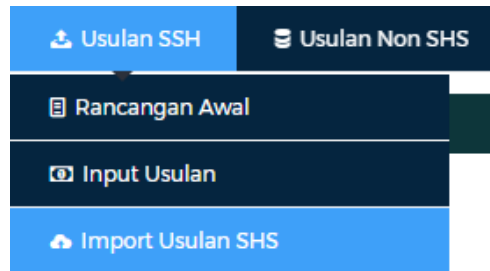 Usulan SSH Usulan Non SHS
Rancangan Awal
Input Usulan
Import Usulan SHS